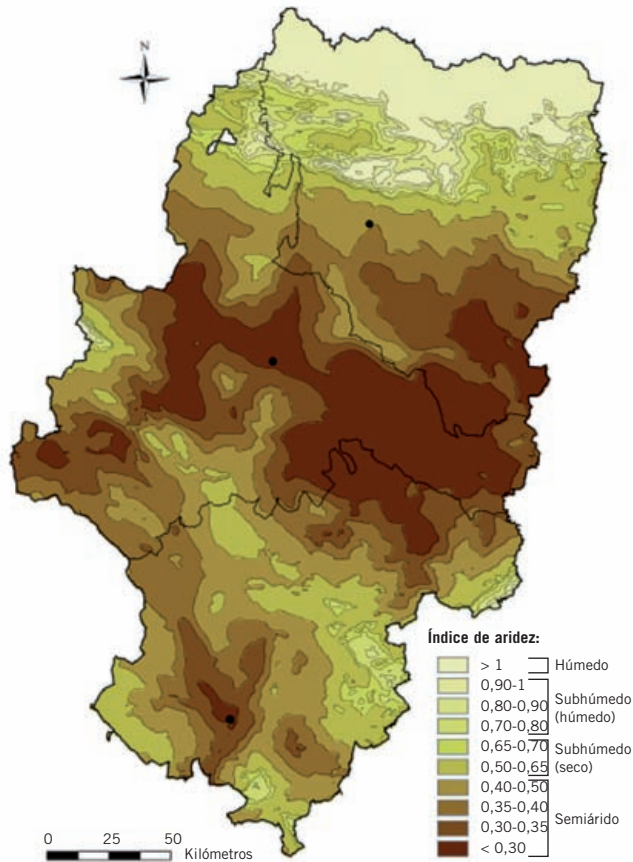 N
Índice de aridez:
> 1 Húmedo
0,90-1
0,80-0,90 Subhúmedo
0,70-0,80 (húmedo)
0,65-0,70 Subhúmedo
0,50-0,65 (seco)
0,40-0,50
0,35-0,40
0,30-0,35 Semiárido
< 0,30
0 25 50
Kilómetros